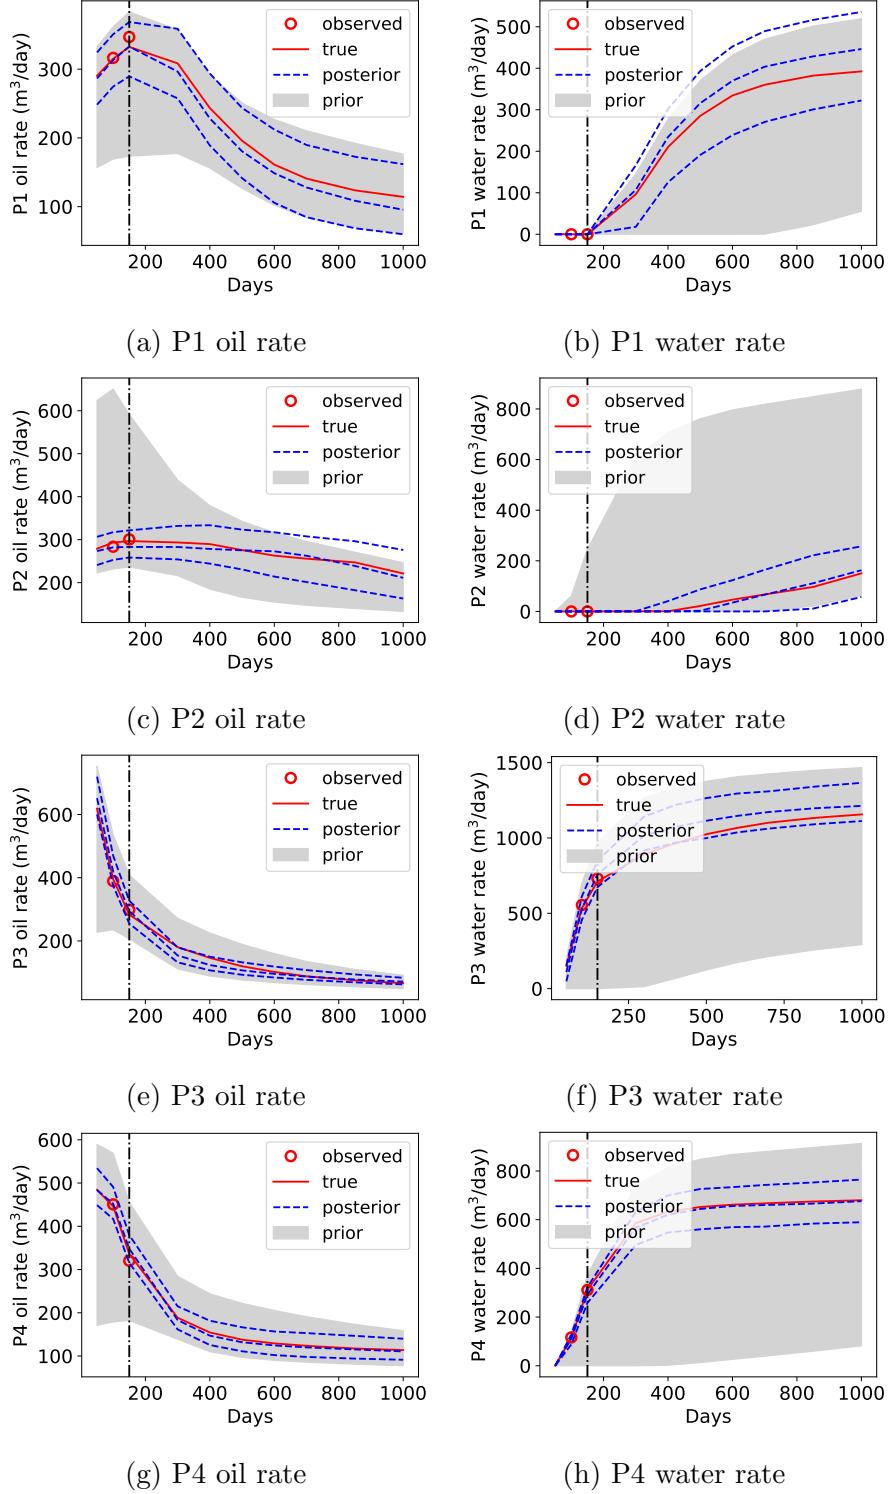 P1 oil rate (m³/day)
300
200
100
observed
true
posterior
prior
200 400 600 800 1000
Days
(a) P1 oil rate
P1 water rate (m³/day)
500
400
300
200
100
0
observed
true
posterior
prior
200 400 600 800 1000
Days
(b) P1 water rate
P2 oil rate (m³/day)
600
500
400
300
200
observed
true
posterior
prior
200 400 600 800 1000
Days
(c) P2 oil rate
P2 water rate (m³/day)
800
600
400
200
0
observed
true
posterior
prior
200 400 600 800 1000
Days
(d) P2 water rate
P3 oil rate (m³/day)
600
400
200
observed
true
posterior
prior
200 400 600 800 1000
Days
(e) P3 oil rate
P3 water rate (m³/day)
1500
1000
500
0
observed
true
posterior
prior
250 500 750 1000
Days
(f) P3 water rate
P4 oil rate (m³/day)
600
500
400
300
200
100
observed
true
posterior
prior
200 400 600 800 1000
Days
(g) P4 oil rate
P4 water rate (m³/day)
800
600
400
200
0
observed
true
posterior
prior
200 400 600 800 1000
Days
(h) P4 water rate